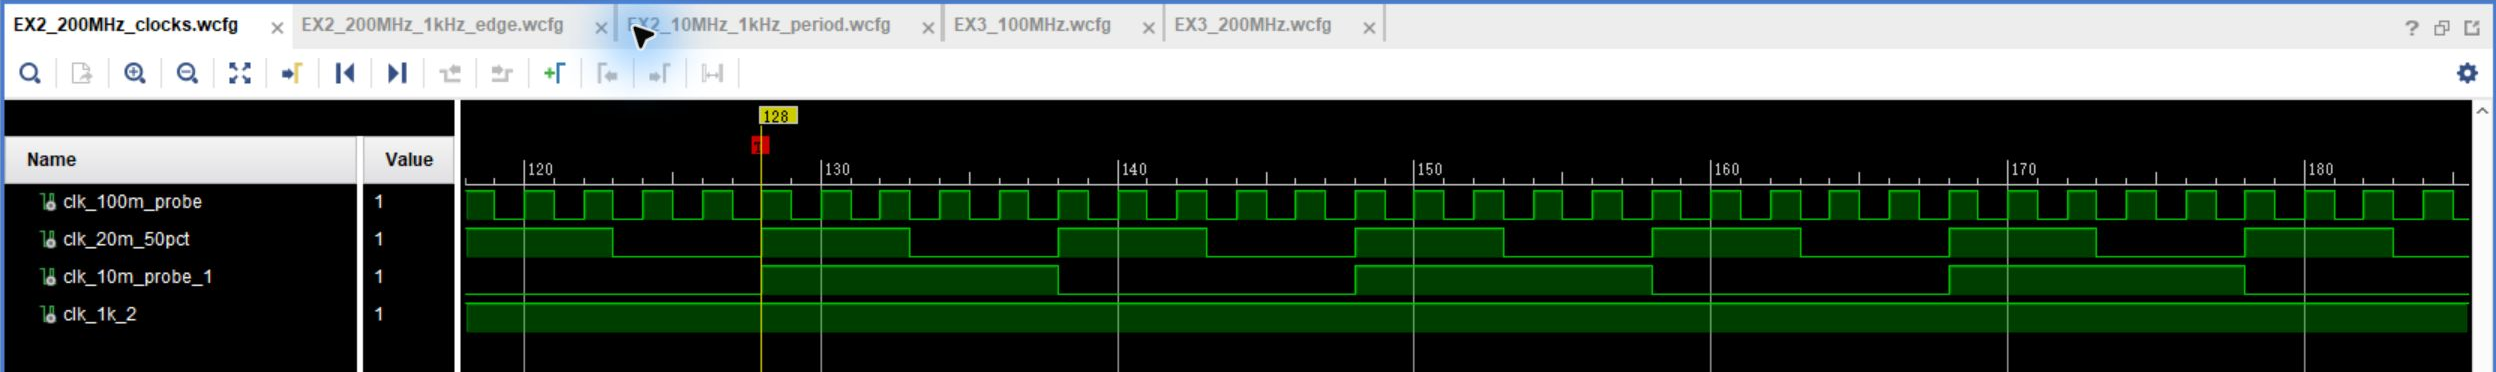 EX2_200MHz_clocks.wcfg EX2_200MHz_1kHz_edge.wcfg EX2_10MHz_1kHz_period.wcfg EX3_100MHz.wcfg EX3_200MHz.wcfg
128
Name Value
120 130 140 150 160 170 180
clk_100m_probe 1
clk_20m_50pct 1
clk_10m_probe_1 1
clk_1k_2 1